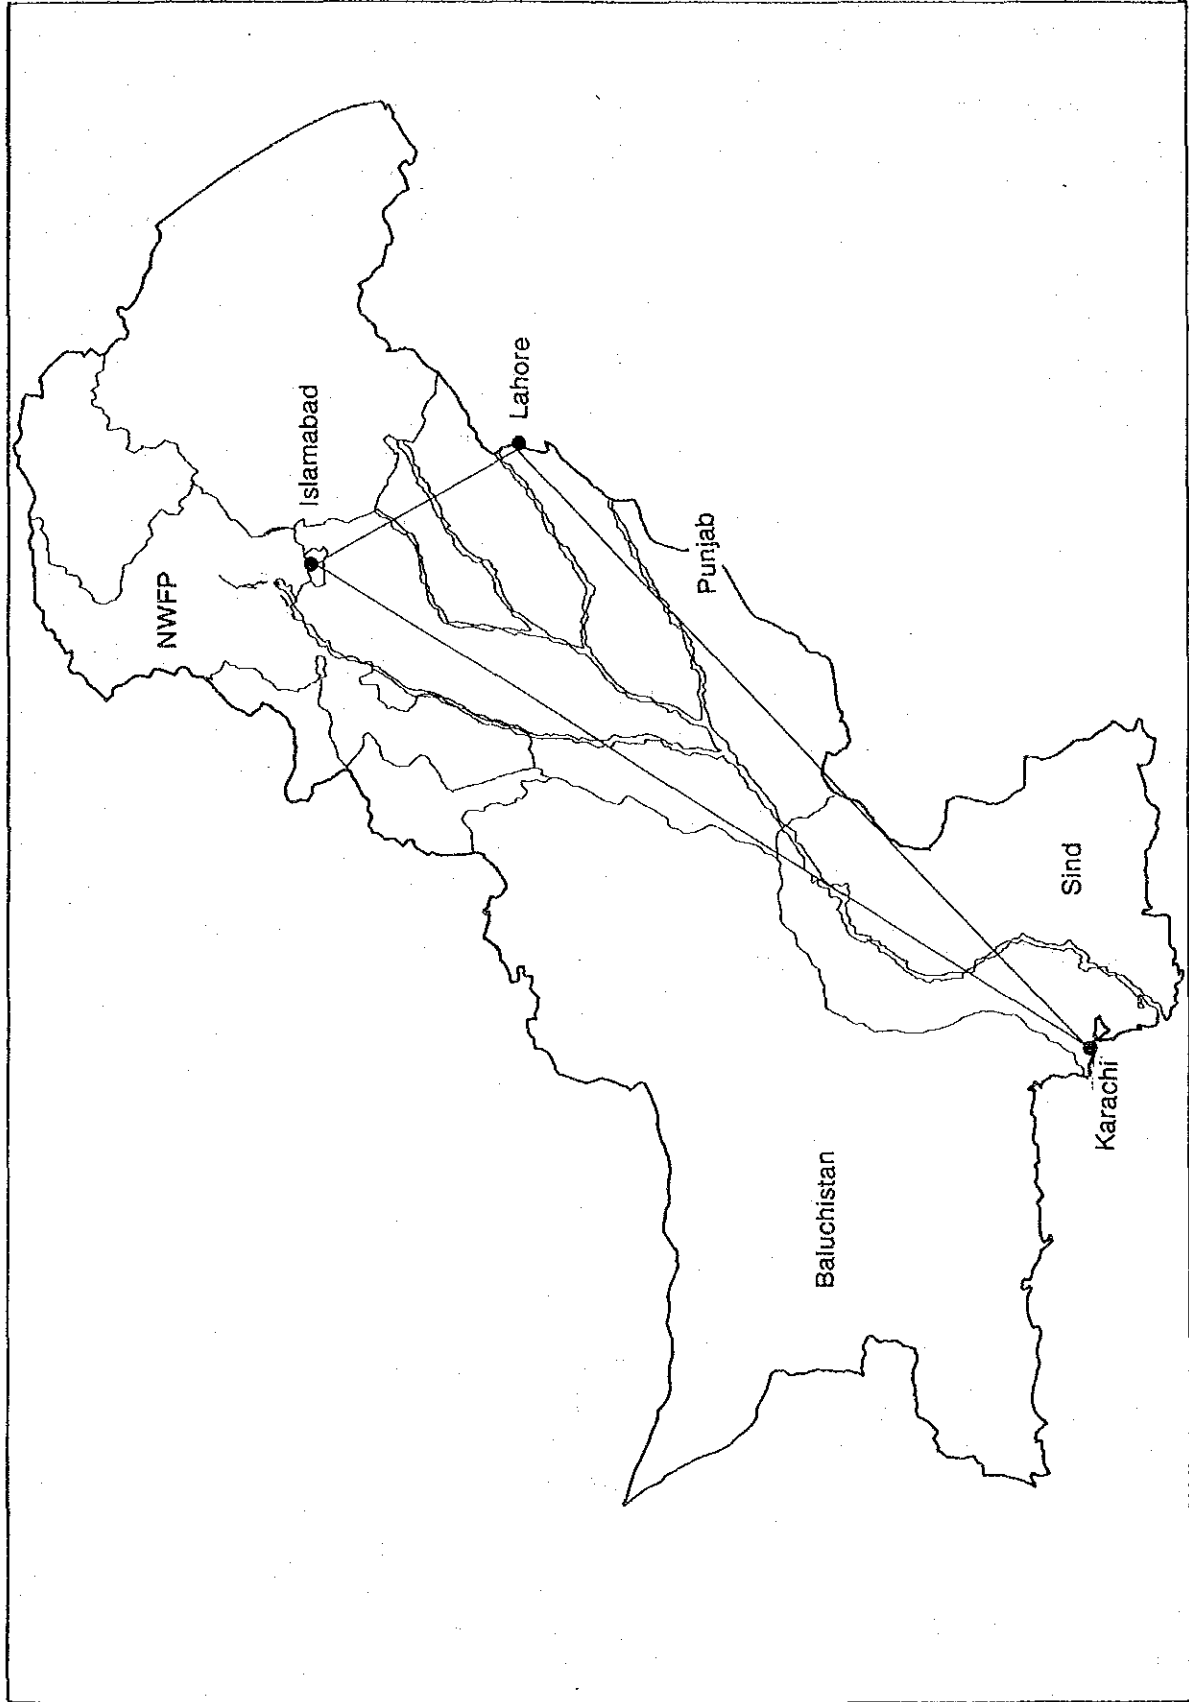 NWFP
Islamabad
Lahore
Punjab
Baluchistan
Sind
Karachi